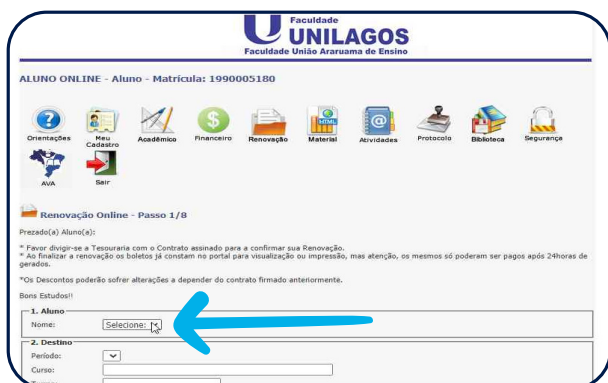 Faculdade
UNILAGOS
Faculdade União Araruama de Ensino
ALUNO ONLINE - Aluno - Matrícula: 1990005180
Orientações
Meu Cadastro
Acadêmico
Financeiro
Renovação
HTML
Material
Atividades
Protocolo
Biblioteca
Segurança
AVA
Sair
Renovação Online - Passo 1/8
Prezado(a) Aluno(a):
* Favor divigir-se a Tesouraria com o Contrato assinado para a confirmar sua Renovação.
* Ao finalizar a renovação os boletos já constam no portal para visualização ou impressão, mas atenção, os mesmos só poderam ser pagos após 24horas de
gerados.
*Os Descontos poderão sofrer alterações a depender do contrato firmado anteriormente.
Bons Estudos!!
1. Aluno
Nome: Selecione:
2. Destino
Período:
Curso:
Turma: